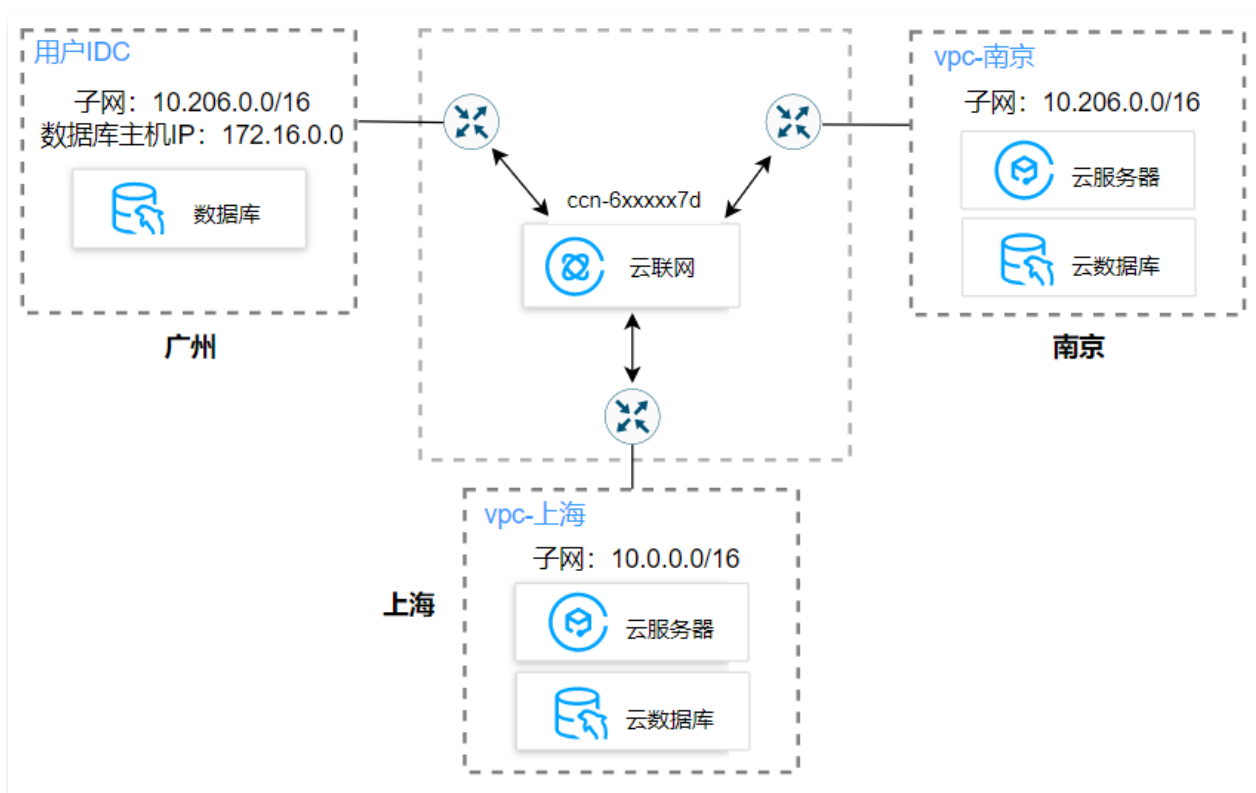 用户IDC
子网：10.206.0.0/16
数据库主机IP：172.16.0.0
数据库
广州
ccn-6xxxxx7d
云联网
vpc-南京
子网：10.206.0.0/16
云服务器
云数据库
南京
vpc-上海
子网：10.0.0.0/16
云服务器
云数据库
上海